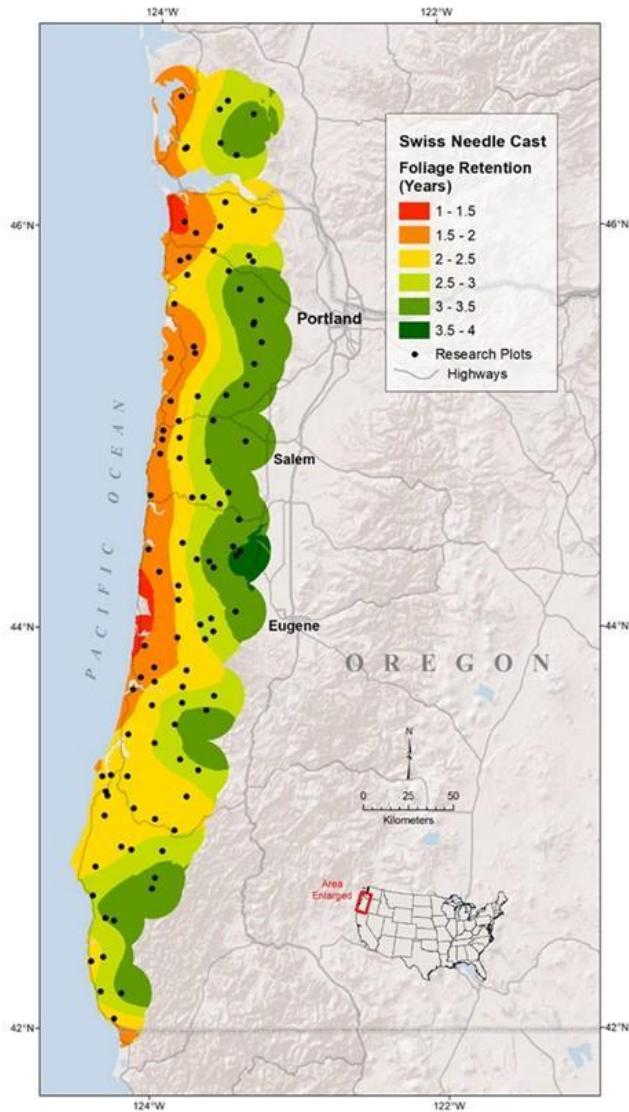 124°W
122°W
Swiss Needle Cast
Foliage Retention
(Years)
1 - 1.5
1.5 - 2
2 - 2.5
2.5 - 3
3 - 3.5
3.5 - 4
Research Plots
Highways
46°N
46°N
Portland
PACIFIC OCEAN
Salem
Eugene
44°N
44°N
OREGON
N
0 25 50
Kilometers
Area
Enlarged
42°N
42°N
124°W
122°W